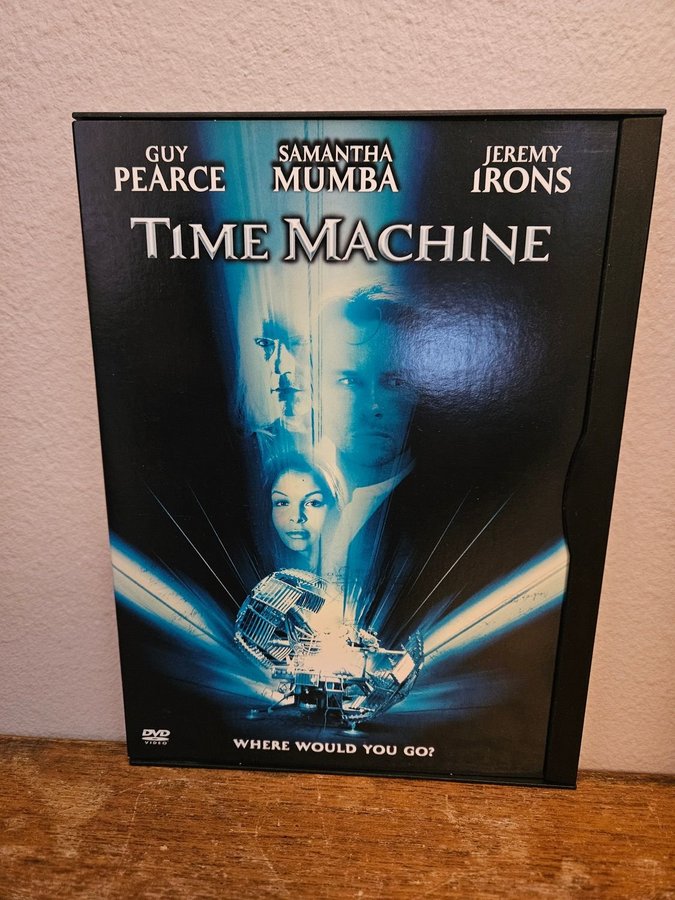 GUY
PEARCE
SAMANTHA
MUMBA
JEREMY
IRONS
TIME MACHINE
DVD
VIDEO
WHERE WOULD YOU GO?